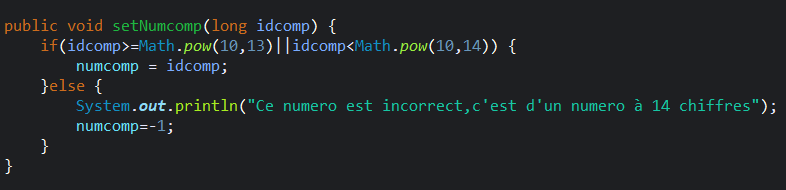 public void setNumcomp(long idcomp) {
    if(idcomp>=Math.pow(10,13)||idcomp<Math.pow(10,14)) {
        numcomp = idcomp;
    }else {
        System.out.println("Ce numero est incorrect,c'est d'un numero à 14 chiffres");
        numcomp=-1;
    }
}